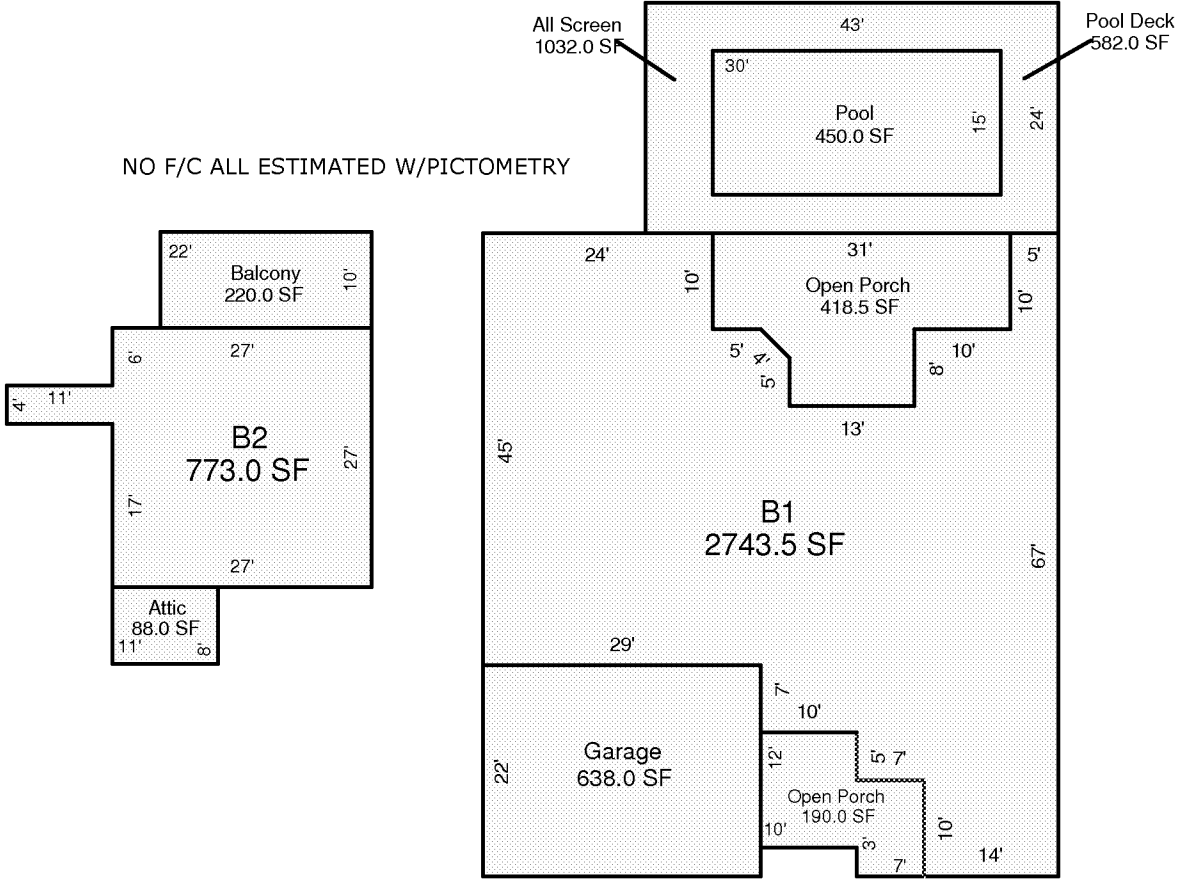 All Screen
1032.0 SF
43'
Pool Deck
582.0 SF
30'
Pool
450.0 SF
15'
24'
NO F/C ALL ESTIMATED W/PICTOMETRY
22'
Balcony
220.0 SF
10'
24'
10'
31'
Open Porch
418.5 SF
5'
10'
6'
27'
5'
4'
5'
8'
10'
13'
4'
11'
B2
773.0 SF
27'
17'
27'
45'
B1
2743.5 SF
67'
Attic
88.0 SF
11'
8'
29'
7'
10'
Garage
638.0 SF
22'
12'
5'
7'
Open Porch
190.0 SF
10'
3'
7'
10'
14'